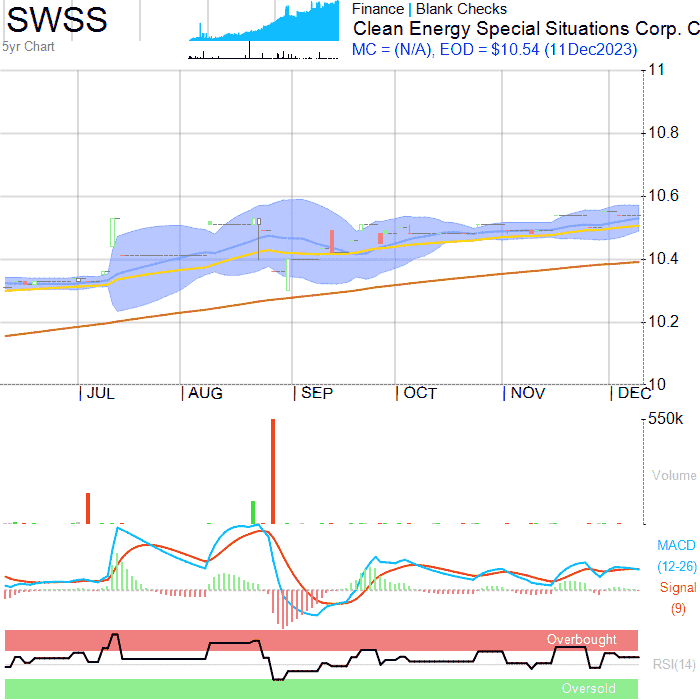 SWSS
5yr Chart
Finance | Blank Checks
Clean Energy Special Situations Corp. C
MC = (N/A), EOD = $10.54 (11Dec2023)
11
10.8
10.6
10.4
10.2
10
| JUL | AUG | SEP | OCT | NOV | DEC
550k
Volume
MACD
(12-26)
Signal
(9)
Overbought
RSI(14)
Oversold